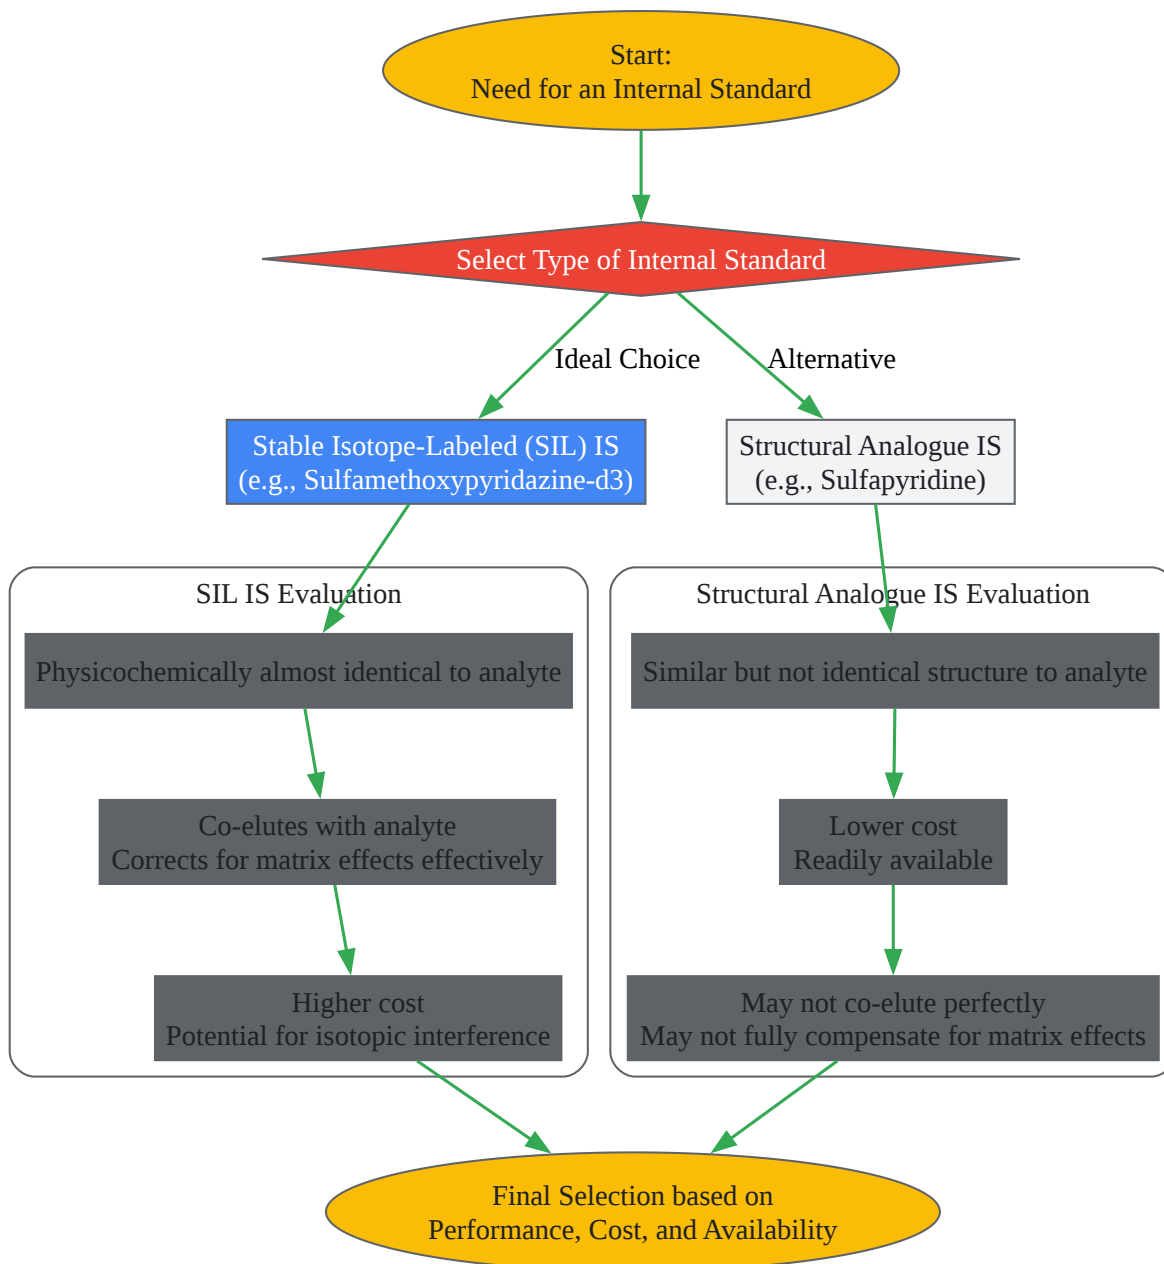 Start:
Need for an Internal Standard
Select Type of Internal Standard
Ideal Choice
Alternative
Stable Isotope-Labeled (SIL) IS
(e.g., Sulfamethoxypyridazine-d3)
Structural Analogue IS
(e.g., Sulfapyridine)
SIL IS Evaluation
Physicochemically almost identical to analyte
Co-elutes with analyte
Corrects for matrix effects effectively
Higher cost
Potential for isotopic interference
Structural Analogue IS Evaluation
Similar but not identical structure to analyte
Lower cost
Readily available
May not co-elute perfectly
May not fully compensate for matrix effects
Final Selection based on
Performance, Cost, and Availability